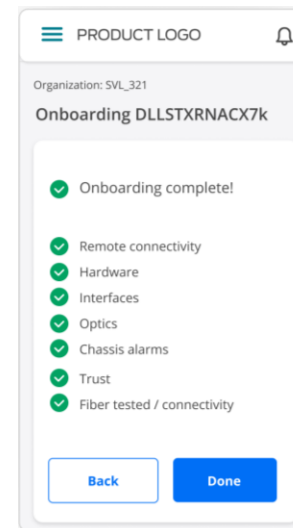 PRODUCT LOGO
Organization: SVL_321
Onboarding DLLSTXRNACX7k
Onboarding complete!
Remote connectivity
Hardware
Interfaces
Optics
Chassis alarms
Trust
Fiber tested / connectivity
Back Done